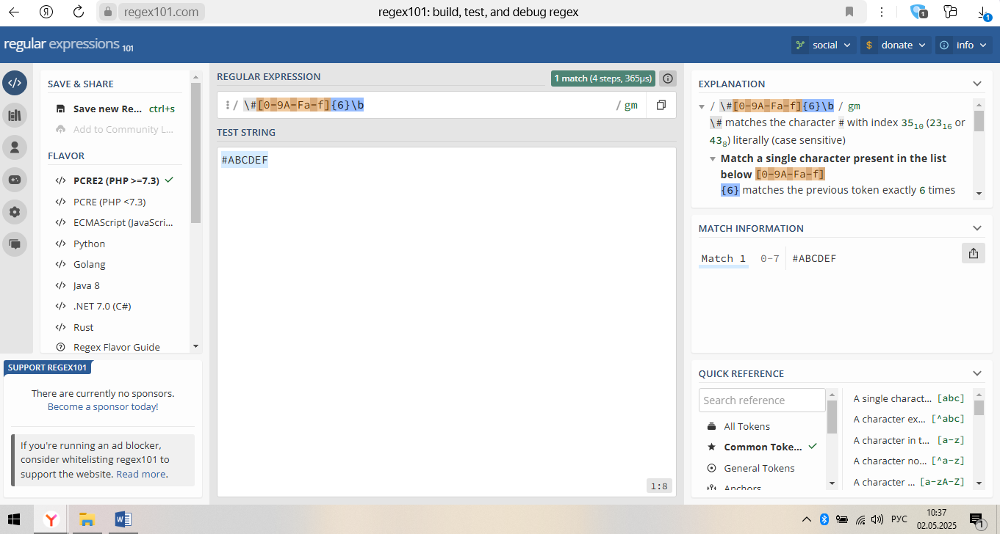 regex101.com
regex101: build, test, and debug regex
1
1
regular expressions 101
social
$ donate
info
SAVE & SHARE
Save new Re... ctrl+s
Add to Community L...
FLAVOR
</> PCRE2 (PHP >=7.3)
</> PCRE (PHP <7.3)
</> ECMAScript (JavaScri...
</> Python
</> Golang
</> Java 8
</> .NET 7.0 (C#)
</> Rust
Regex Flavor Guide
SUPPORT REGEX101
There are currently no sponsors.
Become a sponsor today!
If you're running an ad blocker,
consider whitelisting regex101 to
support the website. Read more.
REGULAR EXPRESSION
1 match (4 steps, 365μs)
/ \#[0-9A-Fa-f]{6}\b / gm
TEST STRING
#ABCDEF
1:8
EXPLANATION
/ \#[0-9A-Fa-f]{6}\b / gm
\# matches the character # with index 35₁₀ (23₁₆ or
43₈) literally (case sensitive)
Match a single character present in the list
below [0-9A-Fa-f]
{6} matches the previous token exactly 6 times
MATCH INFORMATION
Match 1 0-7 #ABCDEF
QUICK REFERENCE
Search reference
All Tokens
Common Toke...
General Tokens
Anchors
A single charact... [abc]
A character ex... [^abc]
A character in t... [a-z]
A character no... [^a-z]
A character ... [a-zA-Z]
РУС
10:37
02.05.2025
1